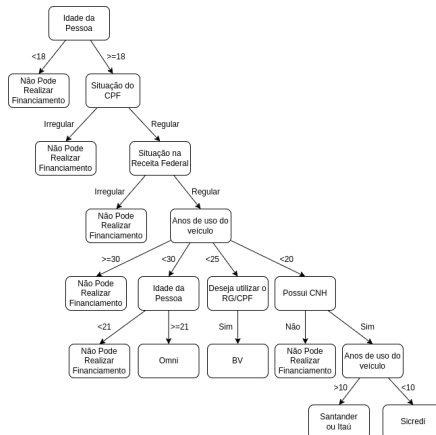 Idade da
Pessoa
<18
>=18
Não Pode
Realizar
Financiamento
Situação do
CPF
Irregular
Regular
Não Pode
Realizar
Financiamento
Situação na
Receita Federal
Irregular
Regular
Não Pode
Realizar
Financiamento
Anos de uso do
veículo
>=30
<30
<25
<20
Não Pode
Realizar
Financiamento
Idade da
Pessoa
Deseja utilizar o
RG/CPF
Possui CNH
<21
>=21
Sim
Não
Sim
Não Pode
Realizar
Financiamento
Omni
BV
Não Pode
Realizar
Financiamento
Anos de uso do
veículo
>10
<10
Santander
ou Itaú
Sicredi